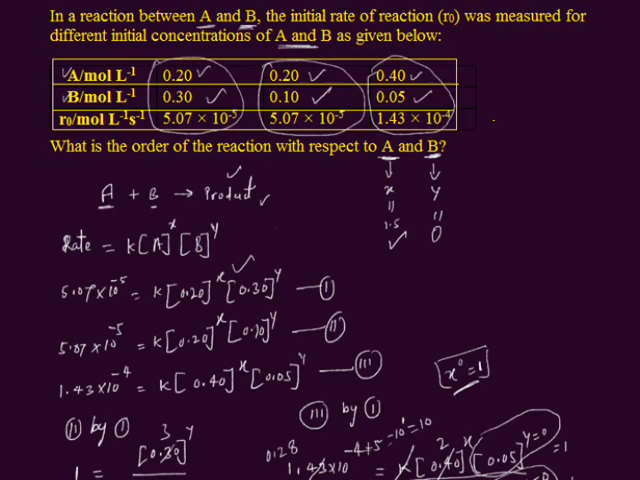 In a reaction between A and B, the initial rate of reaction (r₀) was measured for
different initial concentrations of A and B as given below:
A/mol L⁻¹ 0.20 0.20 0.40
B/mol L⁻¹ 0.30 0.10 0.05
r₀/mol L⁻¹s⁻¹ 5.07 × 10⁻⁵ 5.07 × 10⁻⁵ 1.43 × 10⁻⁴
What is the order of the reaction with respect to A and B?
A + B → Product
x y
1.5 0
Rate = K[A]ˣ [B]ʸ
5.07×10⁻⁵ = K[0.20]ˣ [0.30]ʸ — (I)
5.07×10⁻⁵ = K[0.20]ˣ [0.10]ʸ — (II)
1.43×10⁻⁴ = K[0.40]ˣ [0.05]ʸ — (III)
x⁰=1
(II) by (I)
(III) by (I)